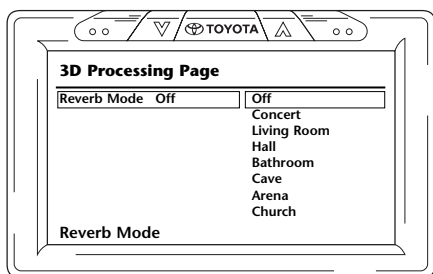 TOYOTA
3D Processing Page
Reverb Mode Off Off
Concert
Living Room
Hall
Bathroom
Cave
Arena
Church
Reverb Mode